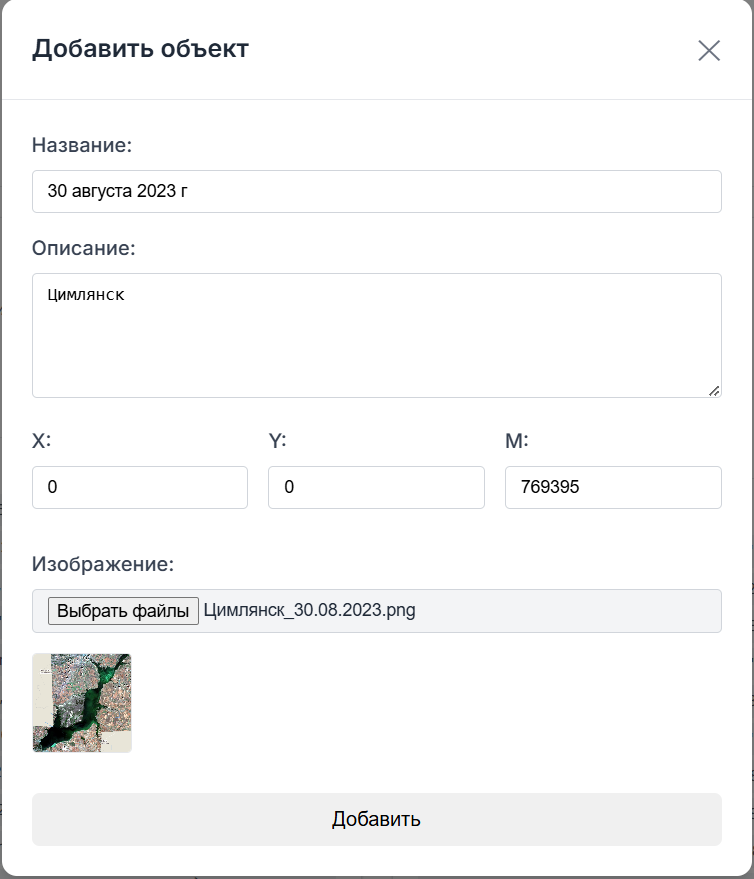 Добавить объект
Название:
30 августа 2023 г
Описание:
Цимлянск
X: Y: M:
0 0 769395
Изображение:
Выбрать файлы Цимлянск_30.08.2023.png
Добавить